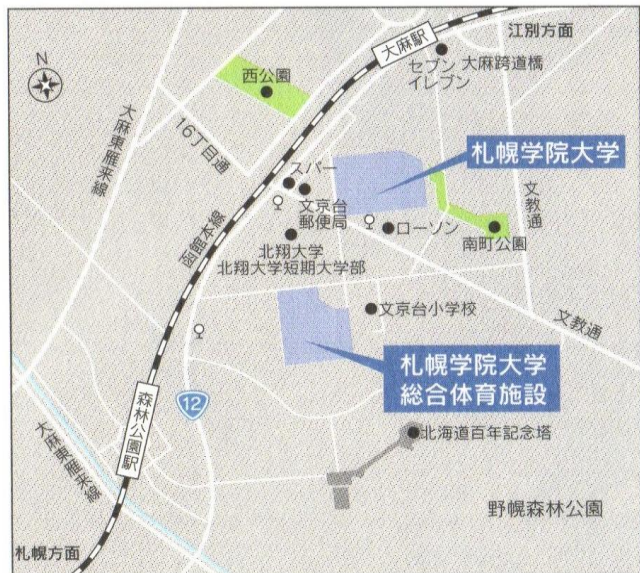 江別方面
大麻駅
セブン
イレブン
大麻跨道橋
N
西公園
大麻東雁来線
16丁目通
札幌学院大学
スパー
文京台
郵便局
ローソン
南町公園
文教通
函館本線
北翔大学
北翔大学短期大学部
文京台小学校
文教通
札幌学院大学
総合体育施設
12
森林公園駅
大麻東雁来線
北海道百年記念塔
野幌森林公園
札幌方面